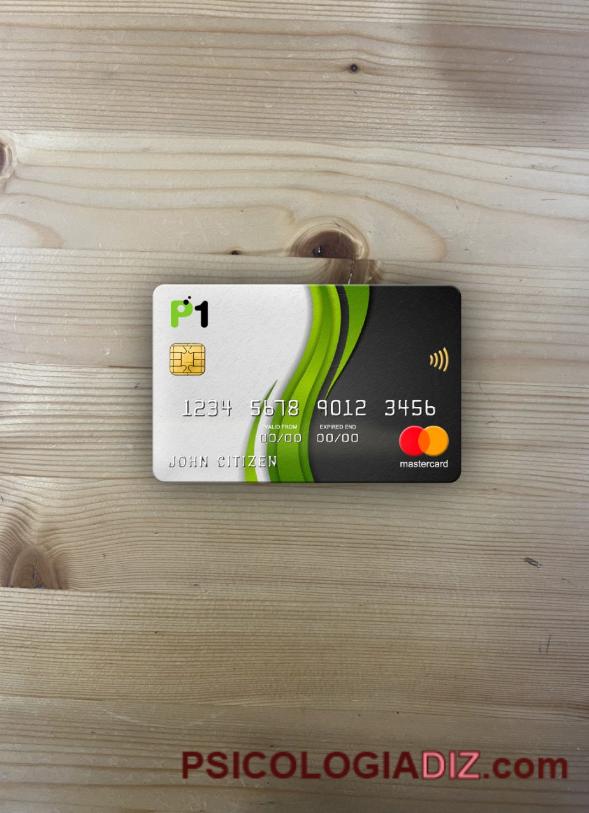 P1
1234 5678 9012 3456
VALID FROM EXPIRED END
00/00 00/00
JOHN CITIZEN
mastercard
PSICOLOGIADIZ.com